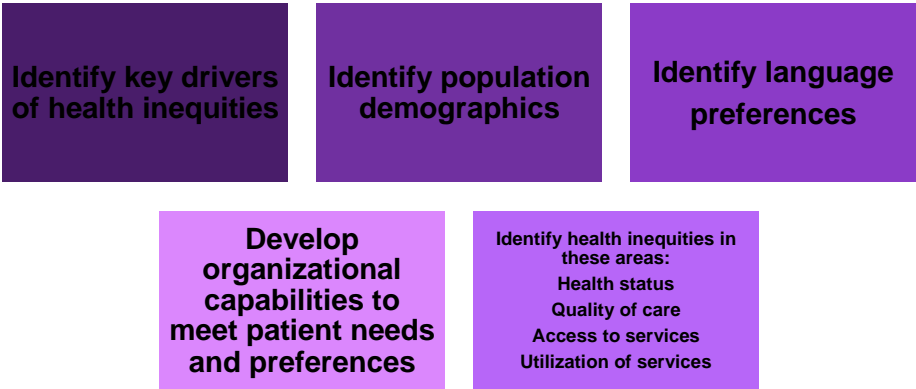 Identify key drivers
of health inequities
Identify population
demographics
Identify language
preferences
Develop
organizational
capabilities to
meet patient needs
and preferences
Identify health inequities in
these areas:
Health status
Quality of care
Access to services
Utilization of services